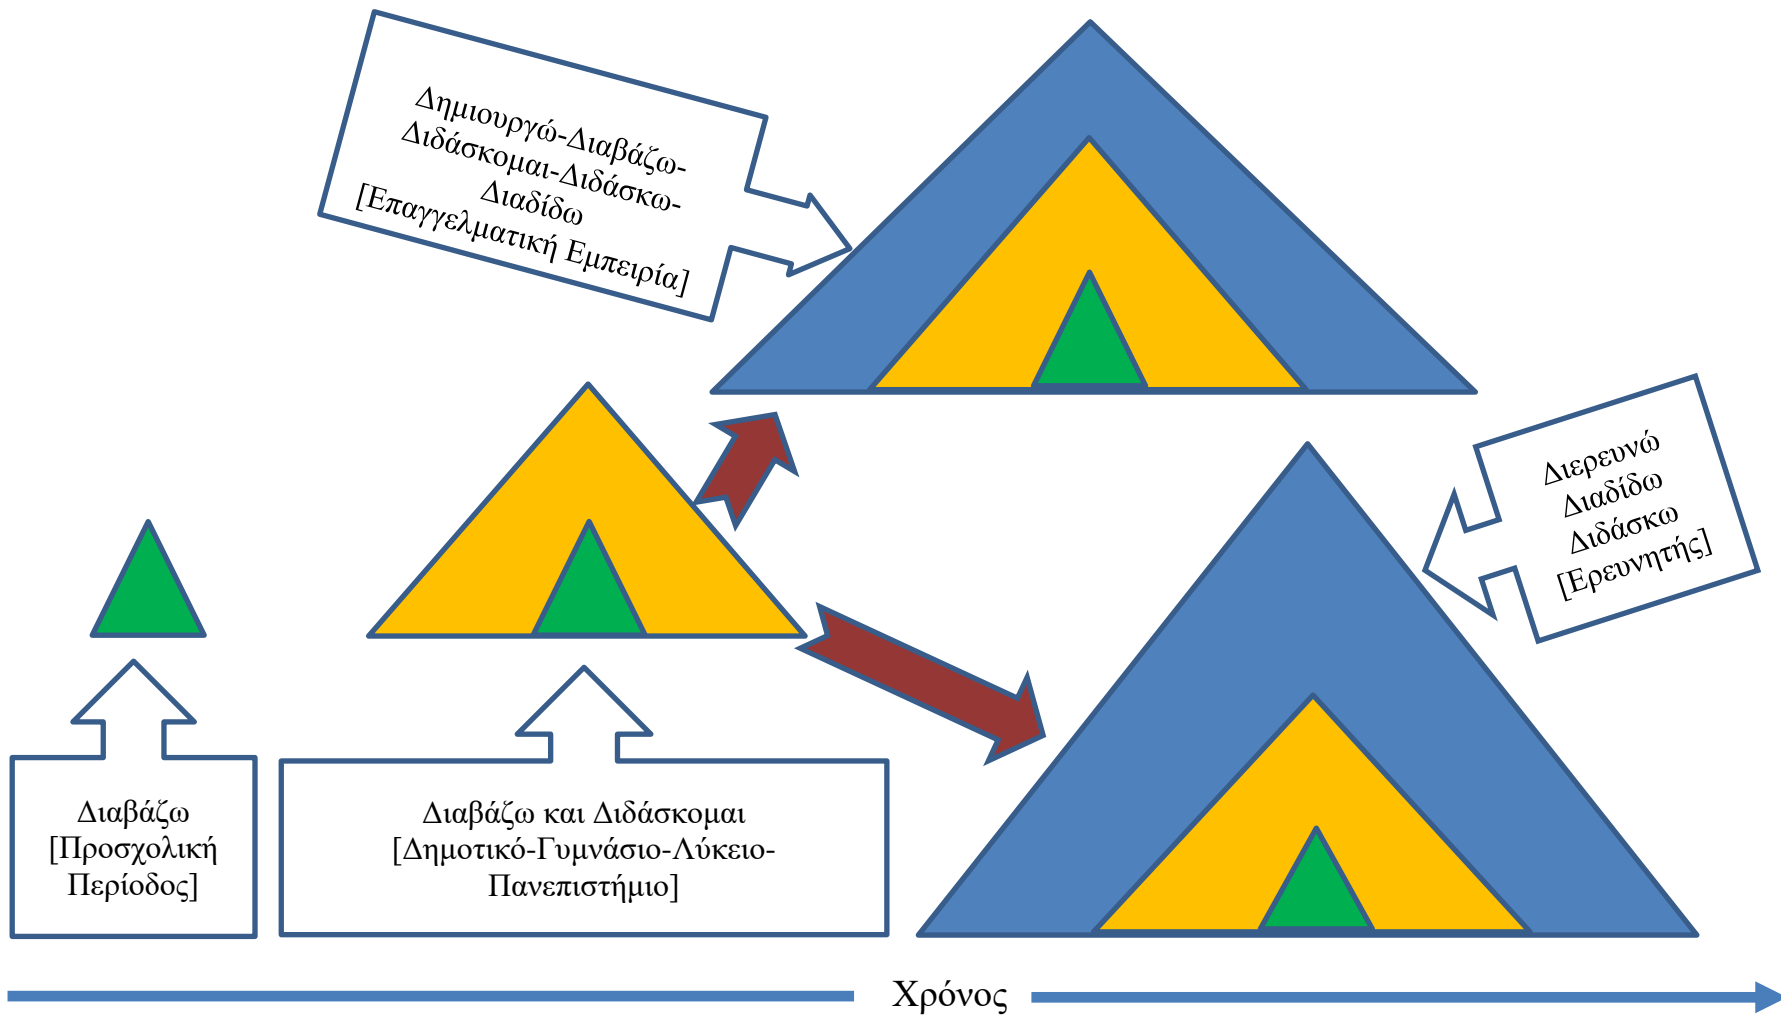 Δημιουργώ-Διαβάζω-
Διδάσκομαι-Διδάσκω-
Διαδίδω
[Επαγγελματική Εμπειρία]
Διερευνώ
Διαδίδω
Διδάσκω
[Ερευνητής]
Διαβάζω
[Προσχολική
Περίοδος]
Διαβάζω και Διδάσκομαι
[Δημοτικό-Γυμνάσιο-Λύκειο-
Πανεπιστήμιο]
Χρόνος